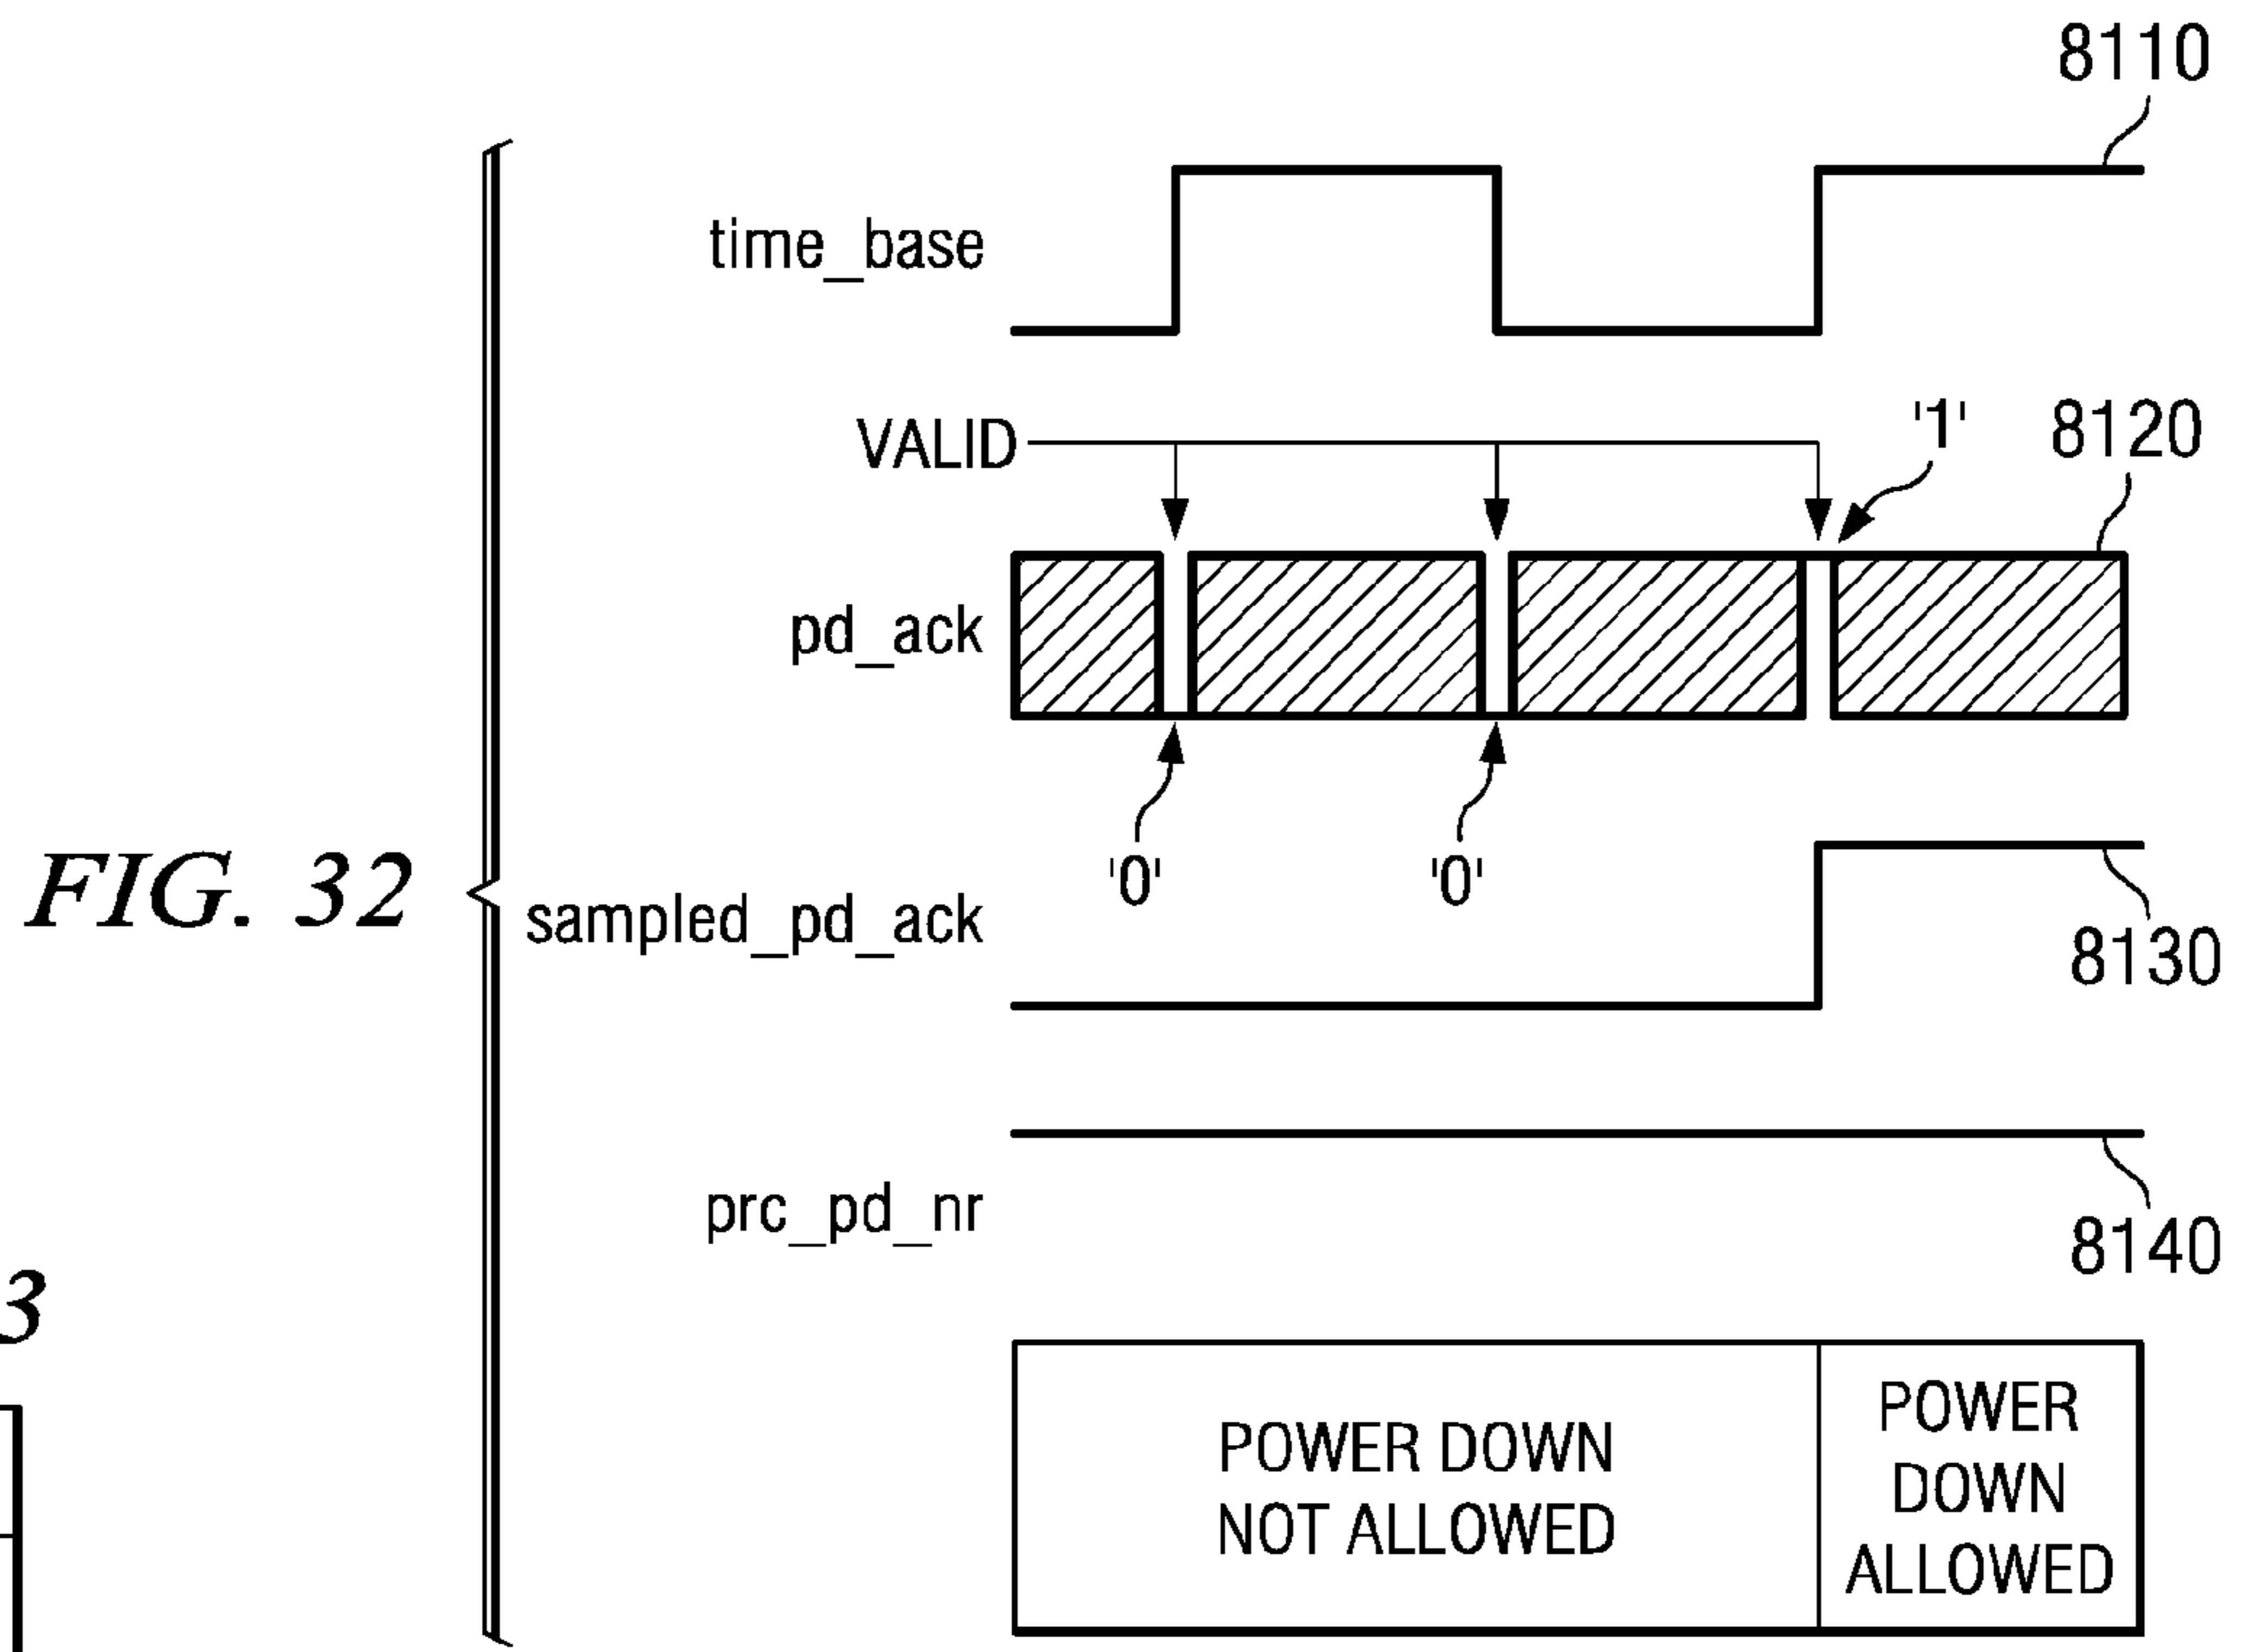 8110
time_base
VALID
'1'
8120
pd_ack
'0'
'0'
FIG. 32
sampled_pd_ack
8130
prc_pd_nr
8140
3
POWER DOWN
NOT ALLOWED
POWER
DOWN
ALLOWED